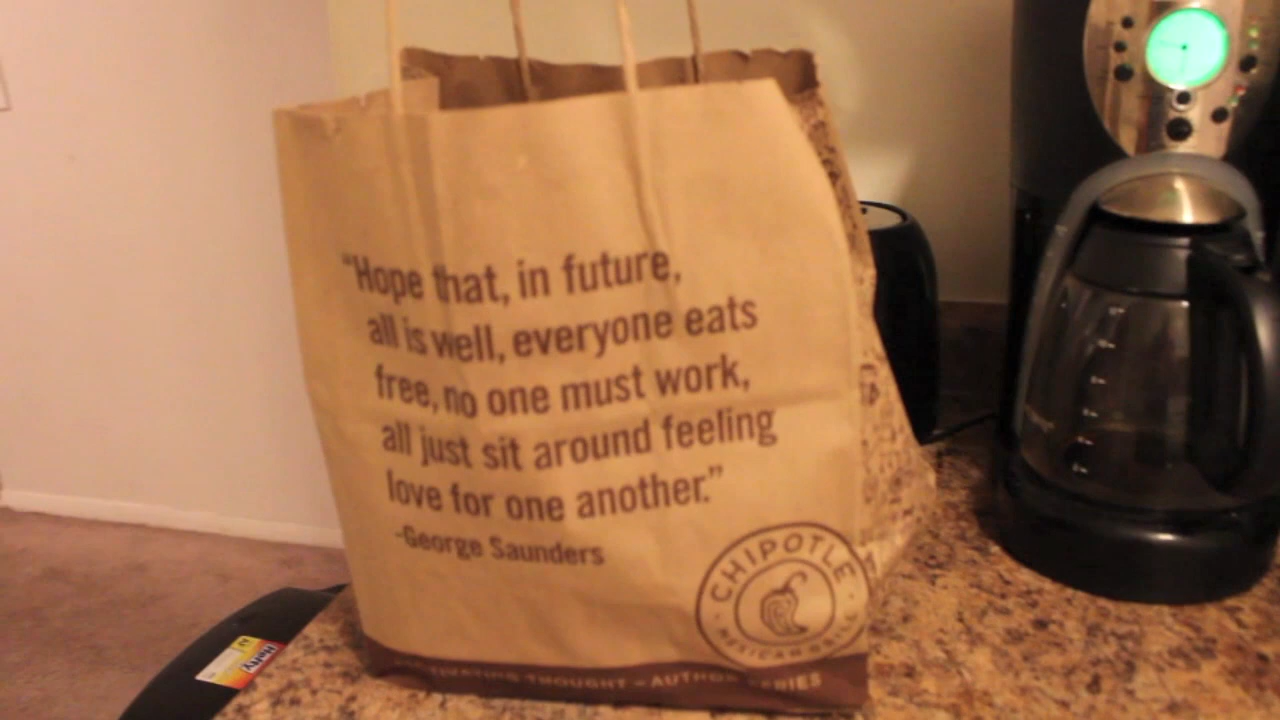 “Hope that, in future,
all is well, everyone eats
free, no one must work,
all just sit around feeling
love for one another.”
-George Saunders
CHIPOTLE
MEXICAN GRILL
THOUGHT - AUTHOR SERIES
Hefty